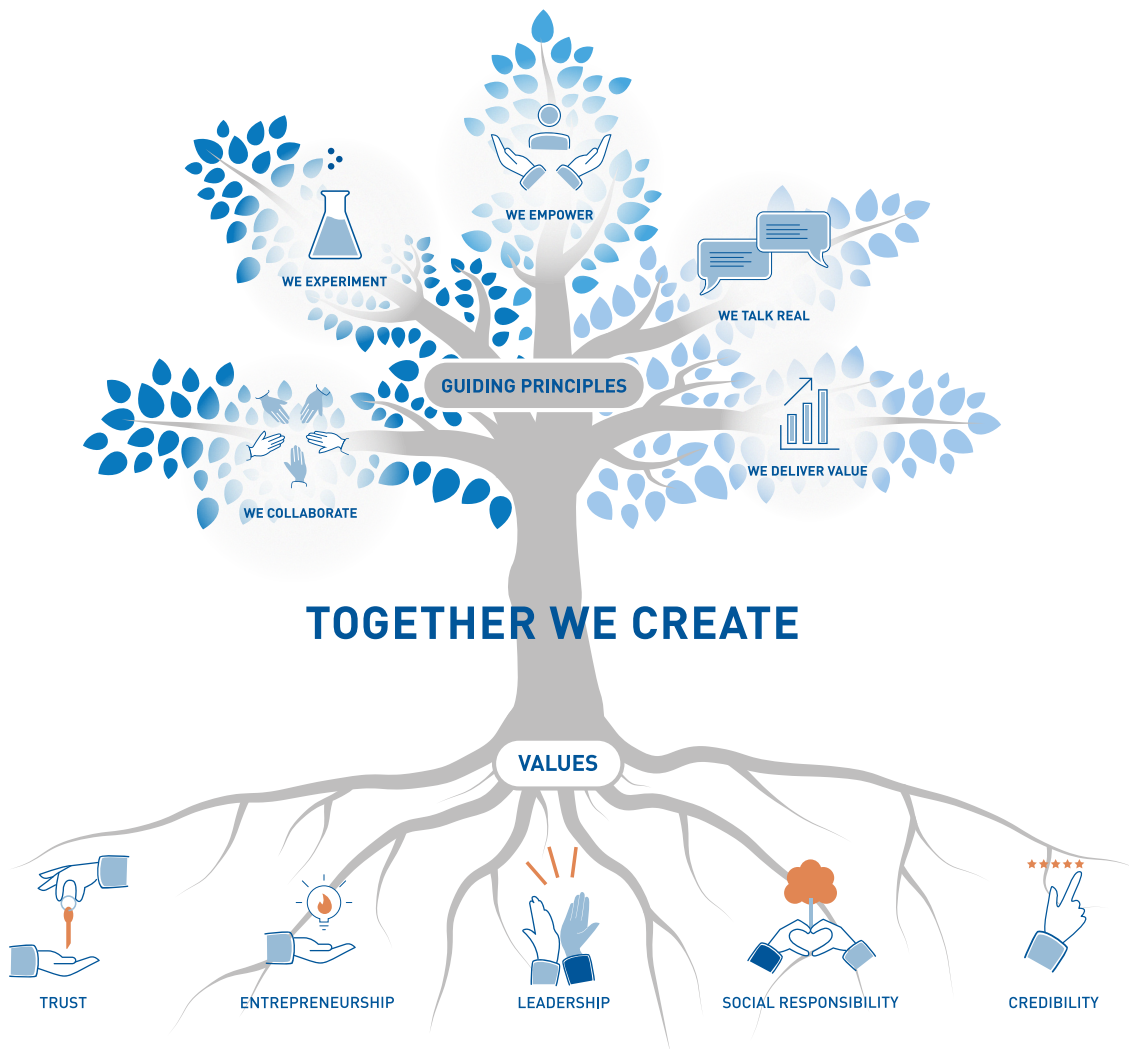 WE EMPOWER
WE EXPERIMENT
WE TALK REAL
GUIDING PRINCIPLES
WE DELIVER VALUE
WE COLLABORATE
TOGETHER WE CREATE
VALUES
TRUST
ENTREPRENEURSHIP
LEADERSHIP
SOCIAL RESPONSIBILITY
CREDIBILITY